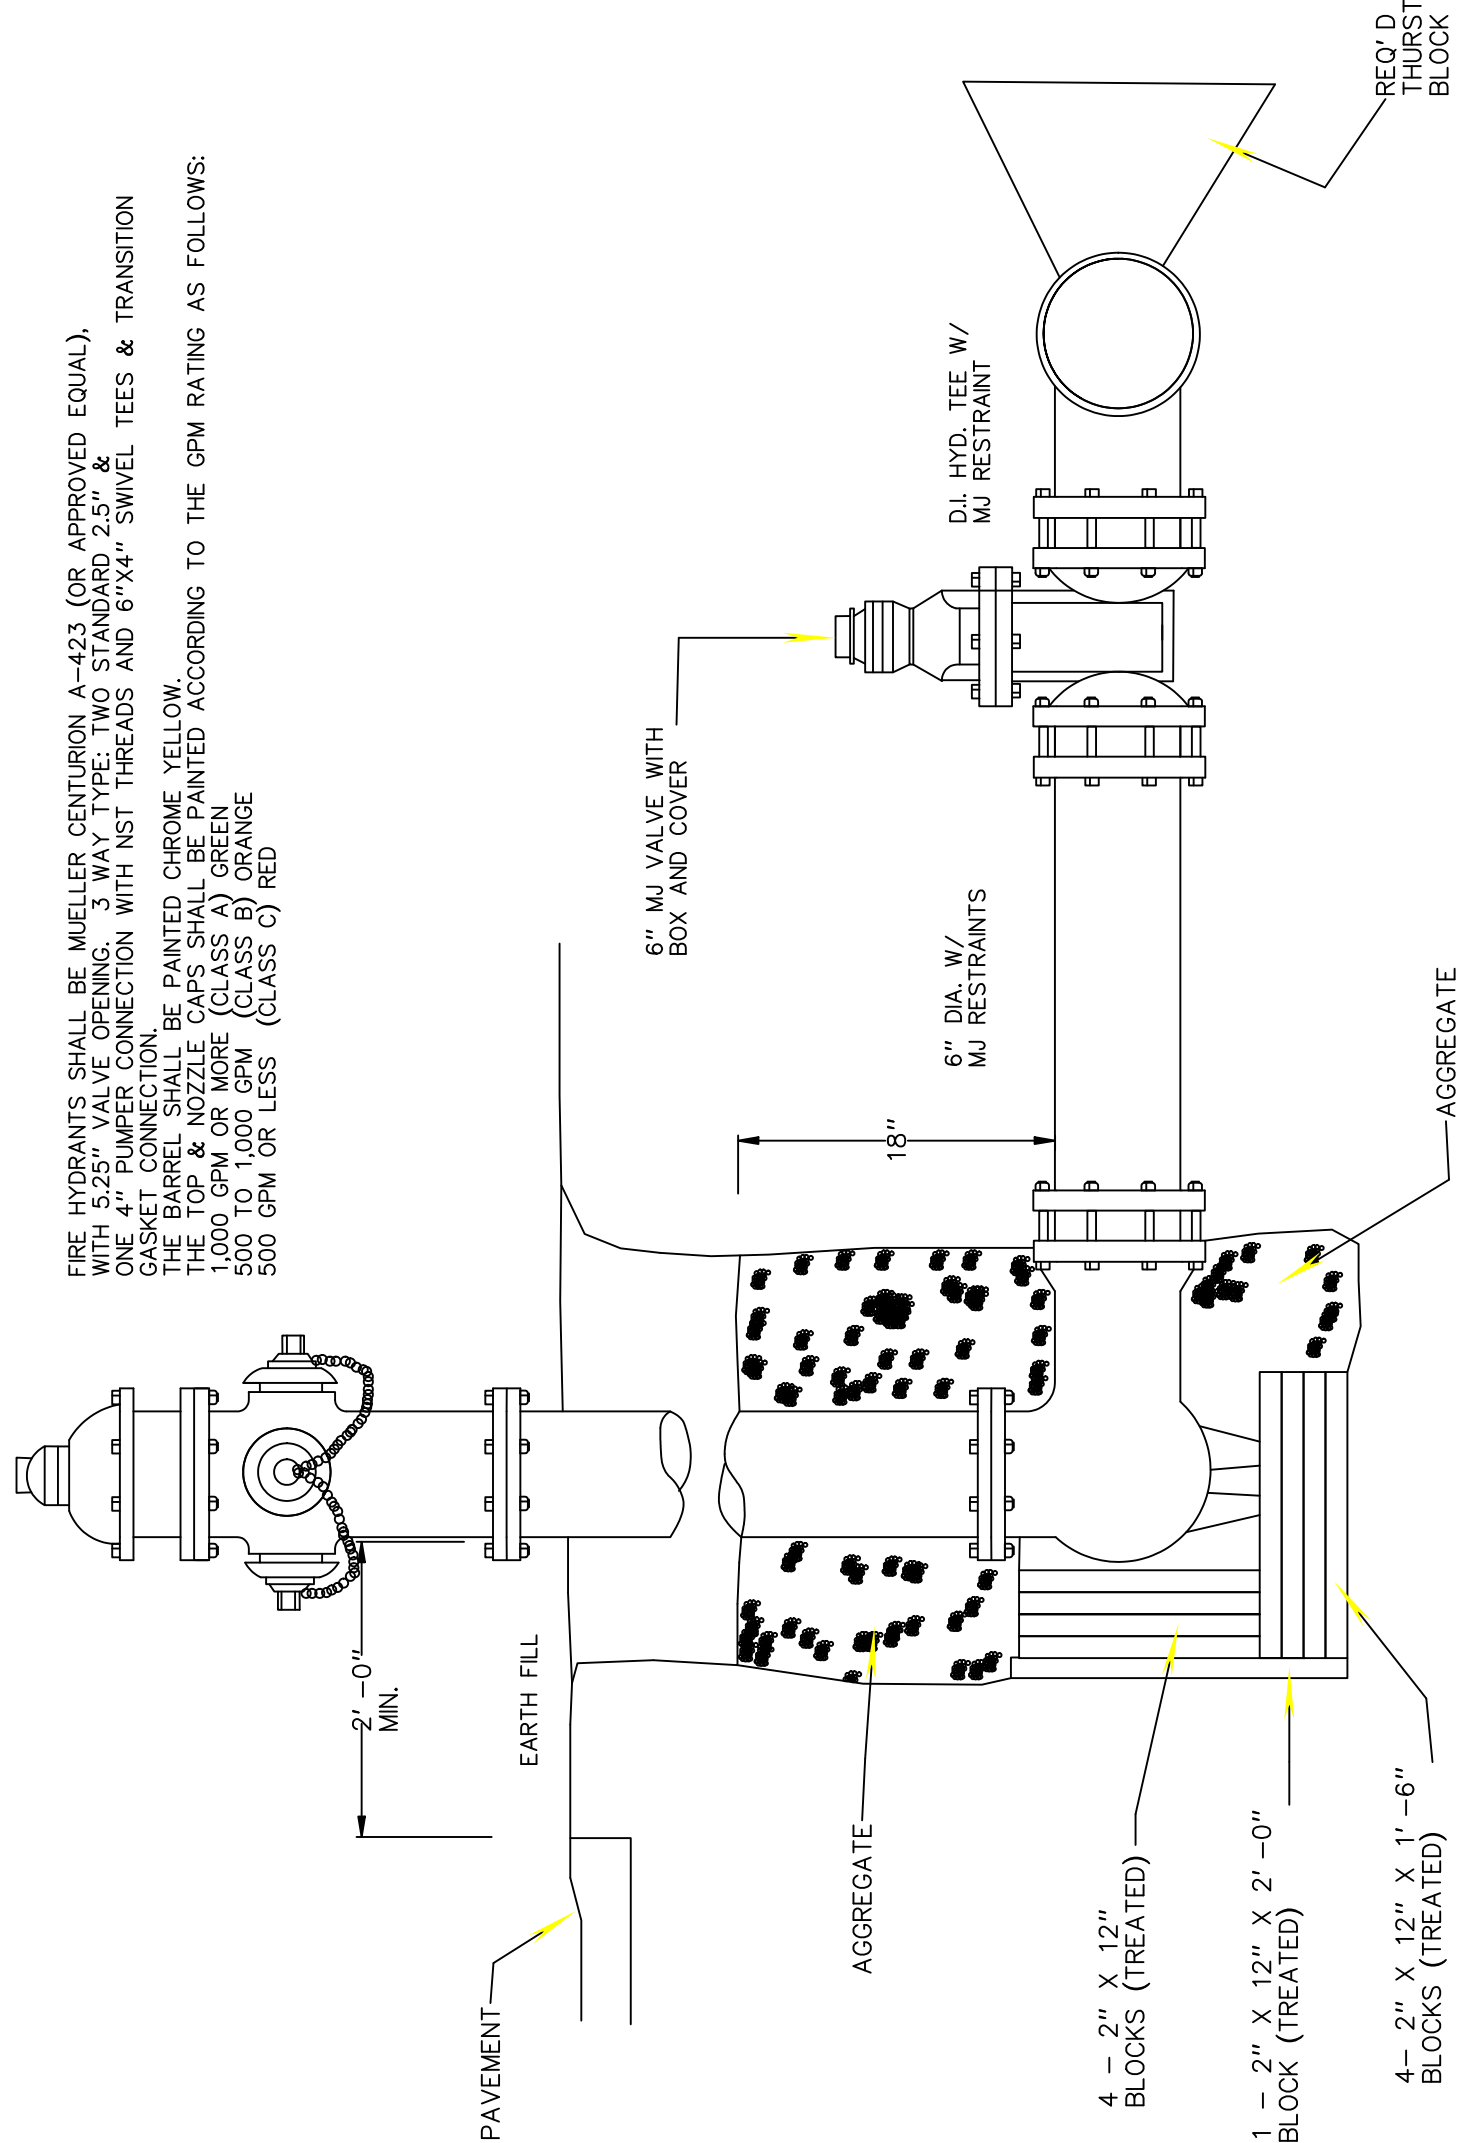 FIRE HYDRANTS SHALL BE MUELLER CENTURION A-423 (OR APPROVED EQUAL),
WITH 5.25" VALVE OPENING. 3 WAY TYPE: TWO STANDARD 2.5" &
ONE 4" PUMPER CONNECTION WITH NST THREADS AND 6"X4" SWIVEL TEES & TRANSITION
GASKET CONNECTION.
THE BARREL SHALL BE PAINTED CHROME YELLOW.
THE TOP & NOZZLE CAPS SHALL BE PAINTED ACCORDING TO THE GPM RATING AS FOLLOWS:
1,000 GPM OR MORE (CLASS A) GREEN
500 TO 1,000 GPM (CLASS B) ORANGE
500 GPM OR LESS (CLASS C) RED
2'-0"
MIN.
PAVEMENT
EARTH FILL
6" MJ VALVE WITH
BOX AND COVER
AGGREGATE
18"
6" DIA. W/
MJ RESTRAINTS
D.I. HYD. TEE W/
MJ RESTRAINT
4 - 2" X 12"
BLOCKS (TREATED)
1 - 2" X 12" X 2'-0"
BLOCK (TREATED)
4- 2" X 12" X 1'-6"
BLOCKS (TREATED)
AGGREGATE
REQ'D
THURST
BLOCK